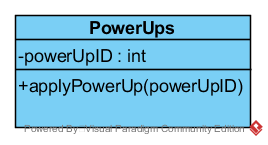 PowerUps
-powerUpID : int
+applyPowerUp(powerUpID)
Powered By Visual Paradigm Community Edition